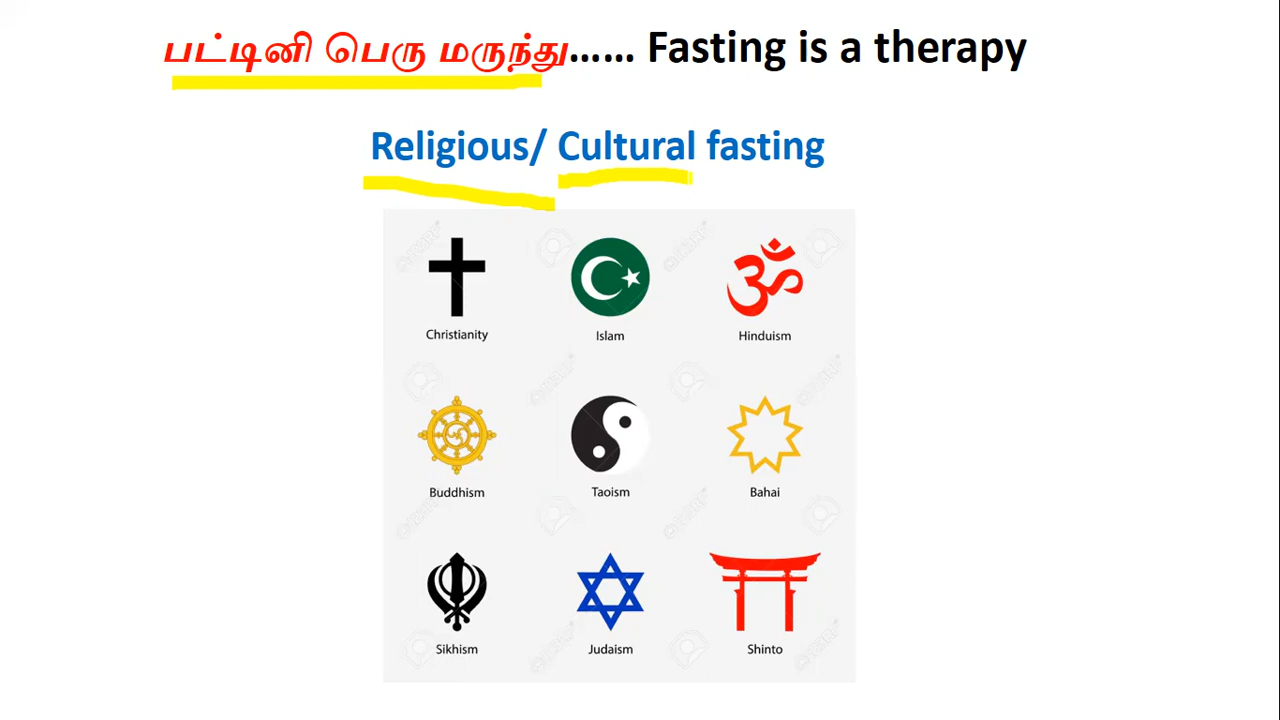 பட்டினி பெரு மருந்து...... Fasting is a therapy
Religious/ Cultural fasting
Christianity
Islam
Hinduism
Buddhism
Taoism
Bahai
Sikhism
Judaism
Shinto